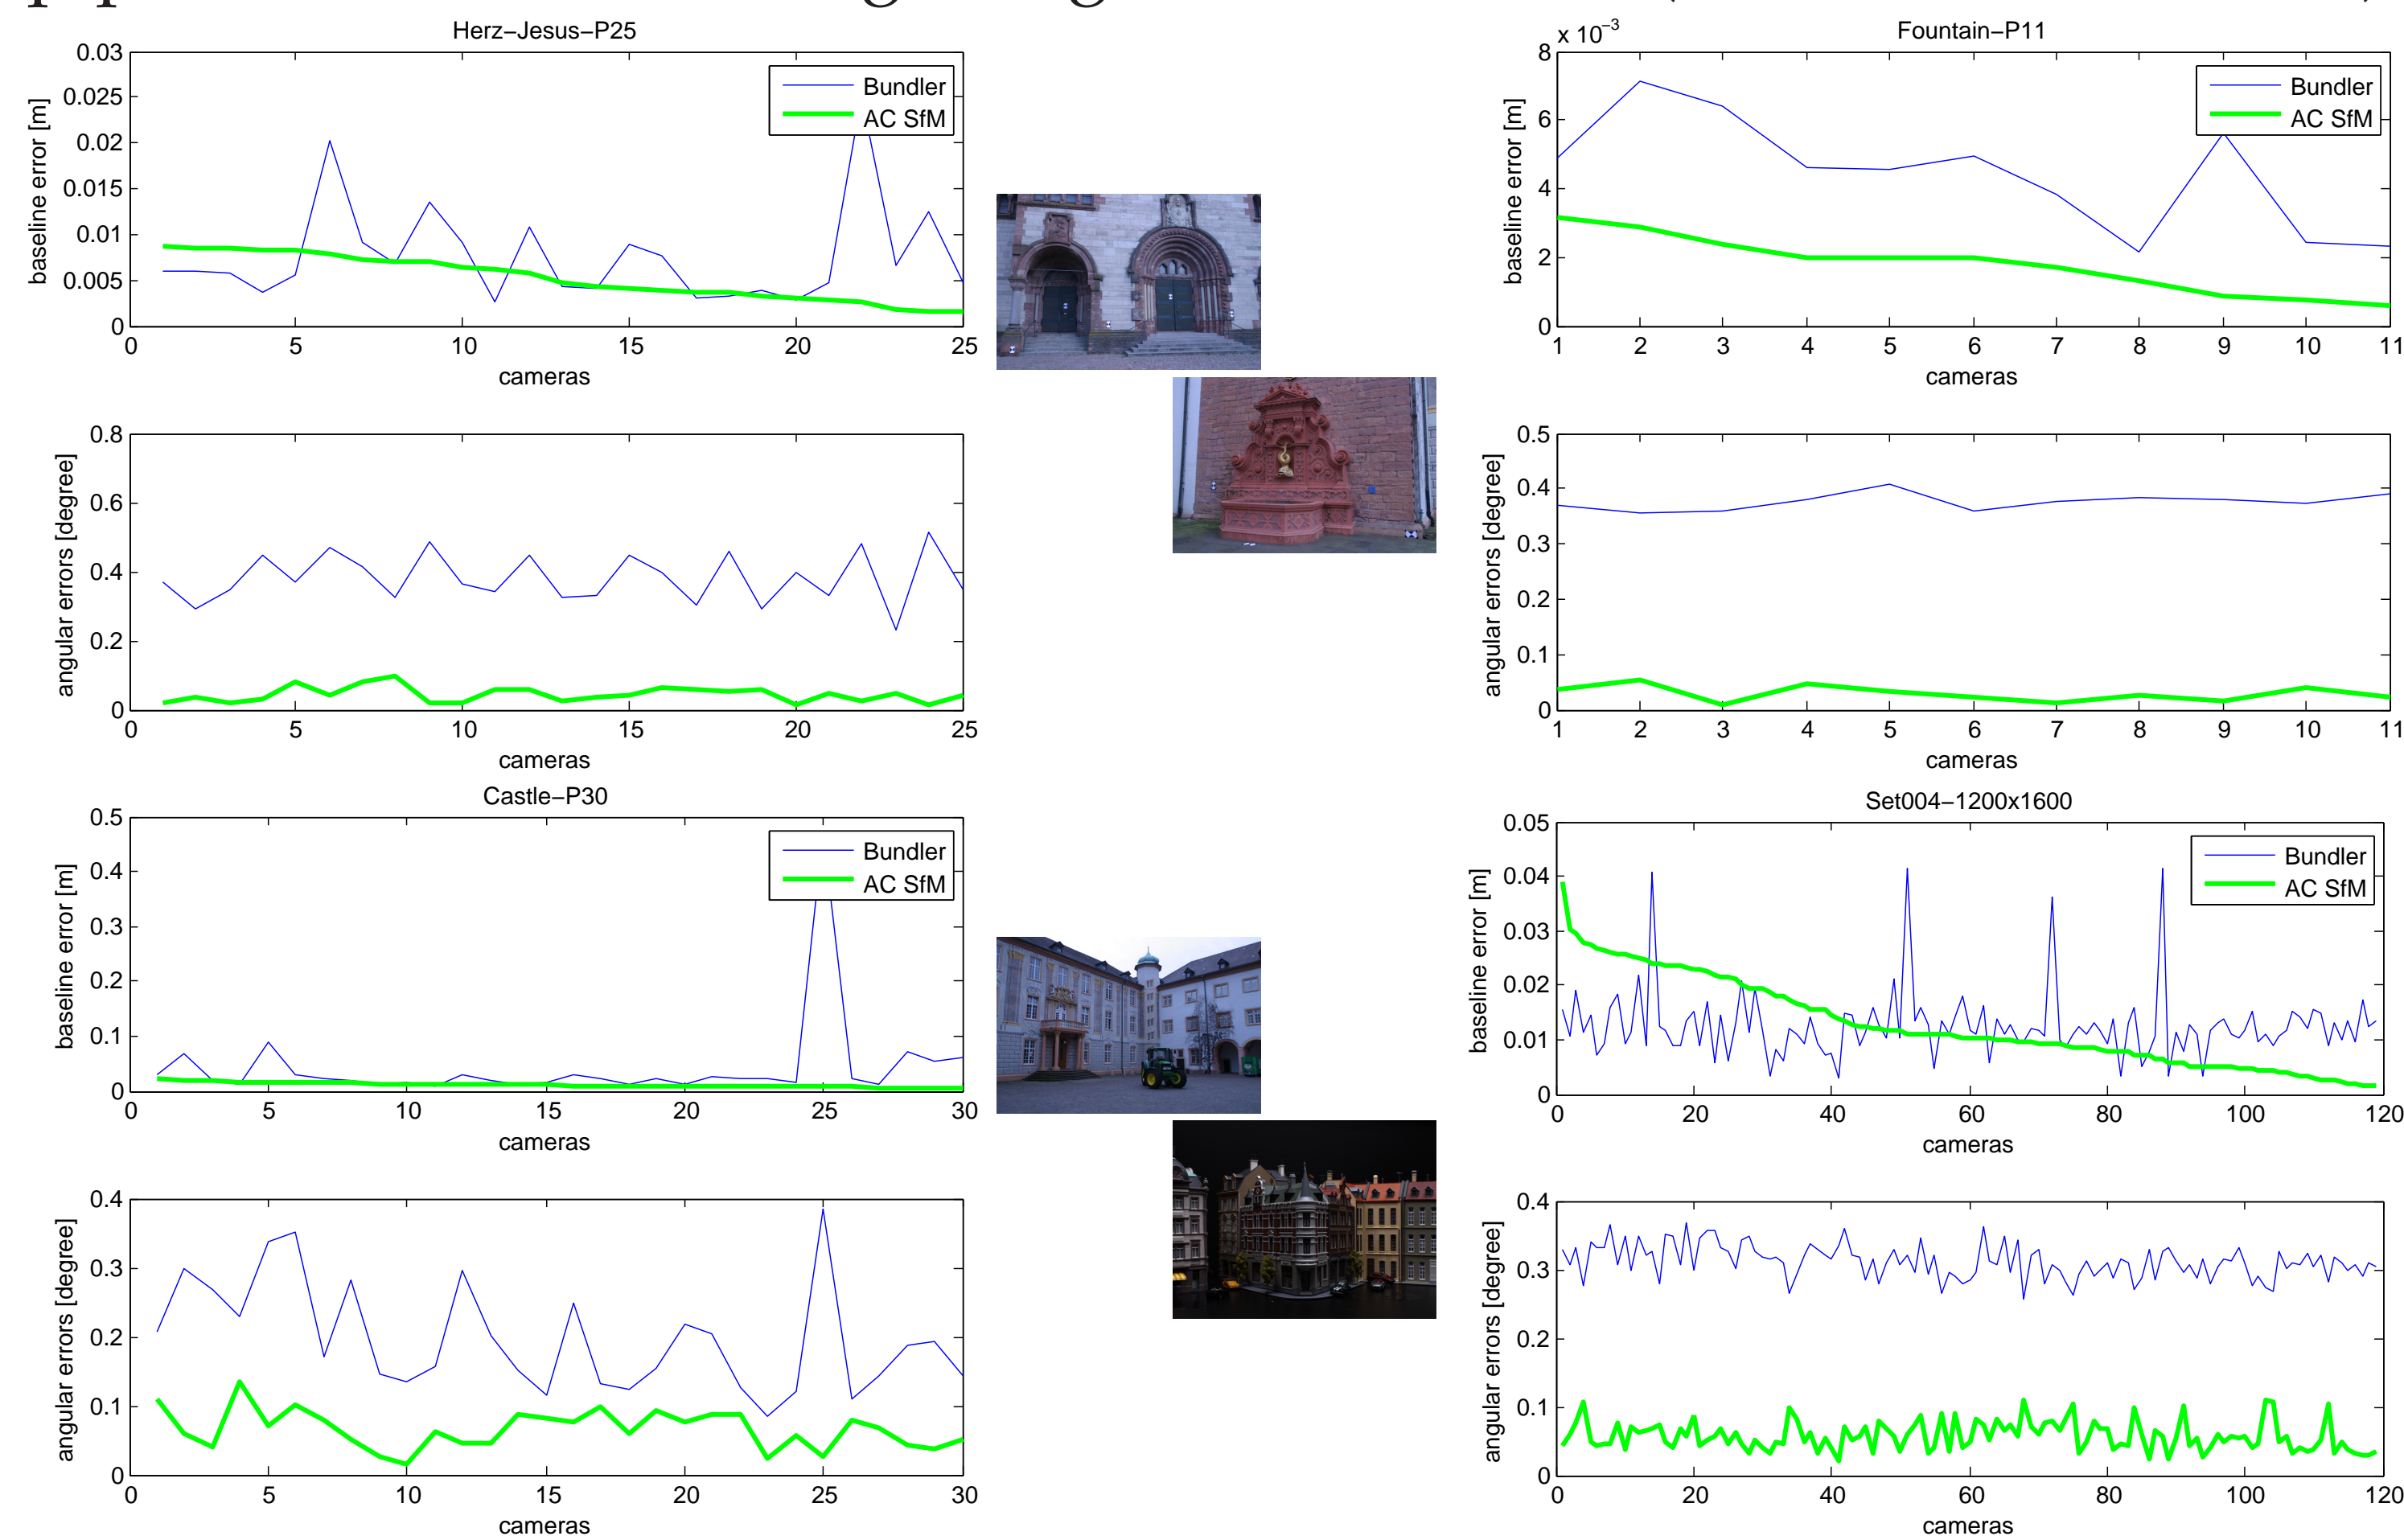 Herz−Jesus−P25
0.03
0.025
0.02
0.015
0.01
0.005
0
baseline error [m]
Bundler
AC SfM
0 5 10 15 20 25
cameras
0.8
0.6
0.4
0.2
0
angular errors [degree]
0 5 10 15 20 25
cameras
Fountain−P11
x 10−3
8
6
4
2
0
baseline error [m]
Bundler
AC SfM
1 2 3 4 5 6 7 8 9 10 11
cameras
0.5
0.4
0.3
0.2
0.1
0
angular errors [degree]
1 2 3 4 5 6 7 8 9 10 11
cameras
Castle−P30
0.5
0.4
0.3
0.2
0.1
0
baseline error [m]
Bundler
AC SfM
0 5 10 15 20 25 30
cameras
0.4
0.3
0.2
0.1
0
angular errors [degree]
0 5 10 15 20 25 30
cameras
Set004−1200x1600
0.05
0.04
0.03
0.02
0.01
0
baseline error [m]
Bundler
AC SfM
0 20 40 60 80 100 120
cameras
0.4
0.3
0.2
0.1
0
angular errors [degree]
0 20 40 60 80 100 120
cameras